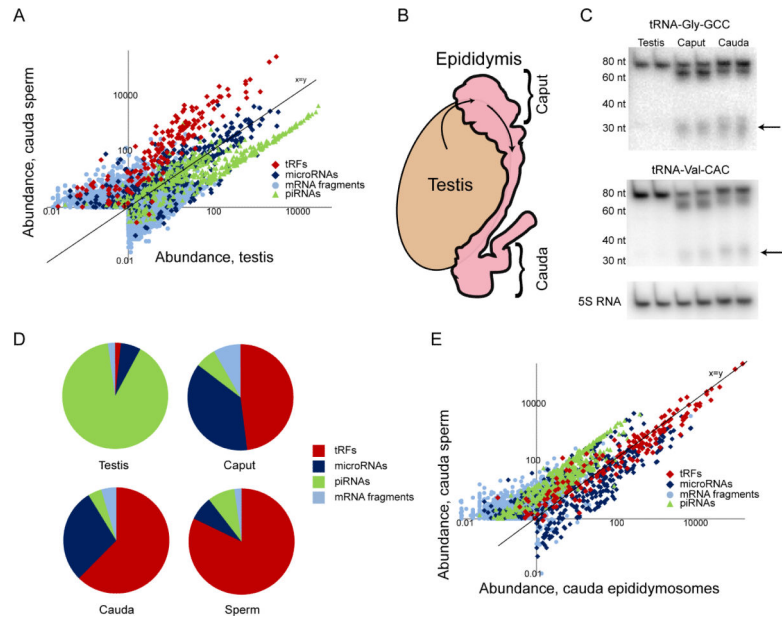 A
Abundance, cauda sperm
10000
100
0.01
100
10000
0.01
x=y
tRFs
microRNAs
mRNA fragments
piRNAs
Abundance, testis
B
Epididymis
Caput
Testis
Cauda
C
tRNA-Gly-GCC
Testis Caput Cauda
80 nt
60 nt
40 nt
30 nt
tRNA-Val-CAC
80 nt
60 nt
40 nt
30 nt
5S RNA
D
Testis
Caput
Cauda
Sperm
tRFs
microRNAs
piRNAs
mRNA fragments
E
Abundance, cauda sperm
10000
100
0.01
100
10000
0.01
x=y
tRFs
microRNAs
mRNA fragments
piRNAs
Abundance, cauda epididymosomes